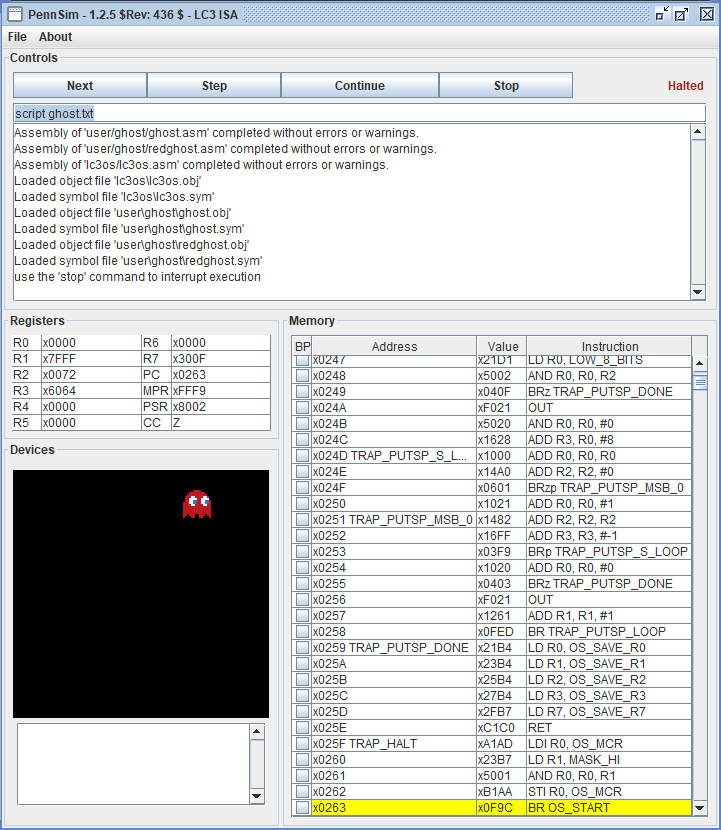 PennSim - 1.2.5 $Rev: 436 $ - LC3 ISA
File About
Controls
Next Step Continue Stop Halted
script ghost.txt
Assembly of 'user/ghost/ghost.asm' completed without errors or warnings.
Assembly of 'user/ghost/redghost.asm' completed without errors or warnings.
Assembly of 'lc3os/lc3os.asm' completed without errors or warnings.
Loaded object file 'lc3os\lc3os.obj'
Loaded symbol file 'lc3os\lc3os.sym'
Loaded object file 'user\ghost\ghost.obj'
Loaded symbol file 'user\ghost\ghost.sym'
Loaded object file 'user\ghost\redghost.obj'
Loaded symbol file 'user\ghost\redghost.sym'
use the 'stop' command to interrupt execution
Registers
R0 x0000 R6 x0000
R1 x7FFF R7 x300F
R2 x0072 PC x0263
R3 x6064 MPR xFFF9
R4 x0000 PSR x8002
R5 x0000 CC Z
Devices
Memory
BP Address Value Instruction
x0247 x21D1 LD R0, LOW_8_BITS
x0248 x5002 AND R0, R0, R2
x0249 x040F BRz TRAP_PUTSP_DONE
x024A xF021 OUT
x024B x5020 AND R0, R0, #0
x024C x1628 ADD R3, R0, #8
x024D TRAP_PUTSP_S_L... x1000 ADD R0, R0, R0
x024E x14A0 ADD R2, R2, #0
x024F x0601 BRzp TRAP_PUTSP_MSB_0
x0250 x1021 ADD R0, R0, #1
x0251 TRAP_PUTSP_MSB_0 x1482 ADD R2, R2, R2
x0252 x16FF ADD R3, R3, #-1
x0253 x03F9 BRp TRAP_PUTSP_S_LOOP
x0254 x1020 ADD R0, R0, #0
x0255 x0403 BRz TRAP_PUTSP_DONE
x0256 xF021 OUT
x0257 x1261 ADD R1, R1, #1
x0258 x0FED BR TRAP_PUTSP_LOOP
x0259 TRAP_PUTSP_DONE x21B4 LD R0, OS_SAVE_R0
x025A x23B4 LD R1, OS_SAVE_R1
x025B x25B4 LD R2, OS_SAVE_R2
x025C x27B4 LD R3, OS_SAVE_R3
x025D x2FB7 LD R7, OS_SAVE_R7
x025E xC1C0 RET
x025F TRAP_HALT xA1AD LDI R0, OS_MCR
x0260 x23B7 LD R1, MASK_HI
x0261 x5001 AND R0, R0, R1
x0262 xB1AA STI R0, OS_MCR
x0263 x0F9C BR OS_START